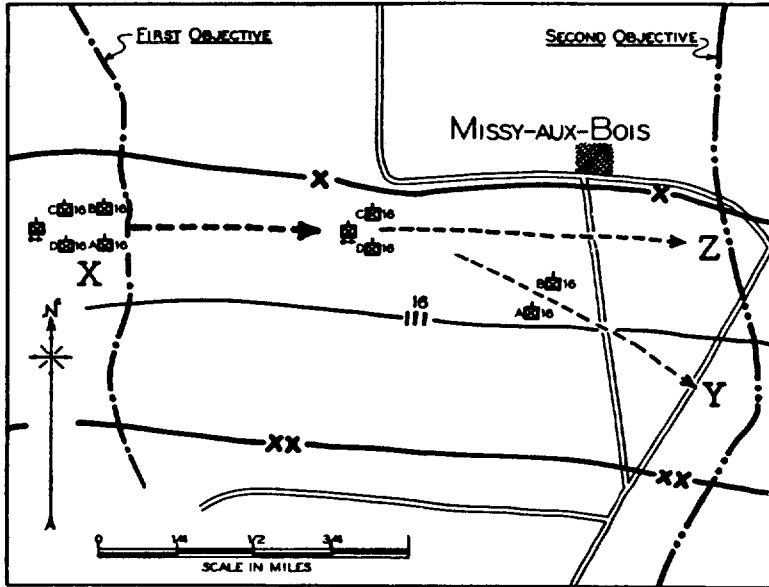 FIRST OBJECTIVE
SECOND OBJECTIVE
MISSY-AUX-BOIS
X
X
C 16 B 16
D 16 A 16
X
C 16
D 16
Z
B 16
A 16
16
III
Y
N
XX
XX
0 1/4 1/2 3/4
SCALE IN MILES